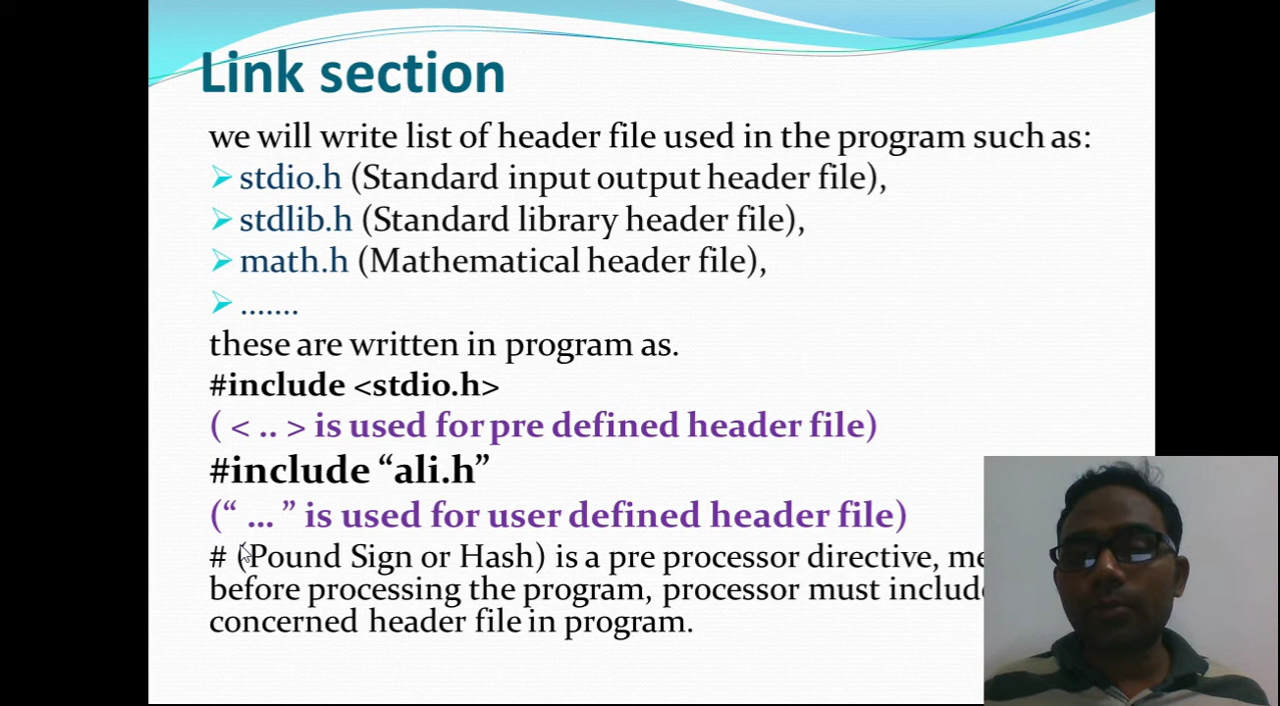 Link section
we will write list of header file used in the program such as:
stdio.h (Standard input output header file),
stdlib.h (Standard library header file),
math.h (Mathematical header file),
.......
these are written in program as.
#include <stdio.h>
( < .. > is used for pre defined header file)
#include “ali.h”
(“ ... ” is used for user defined header file)
# (Pound Sign or Hash) is a pre processor directive,
before processing the program, processor must include
concerned header file in program.